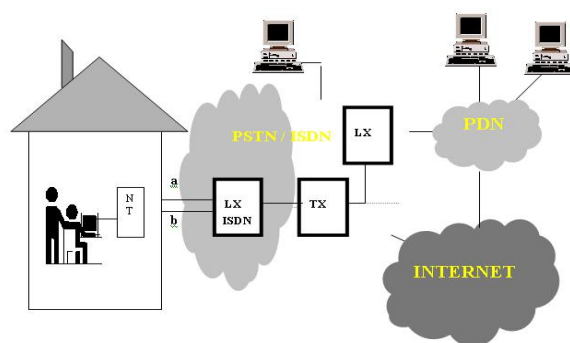 PSTN / ISDN
LX
PDN
a
N
T
b
LX
ISDN
TX
INTERNET